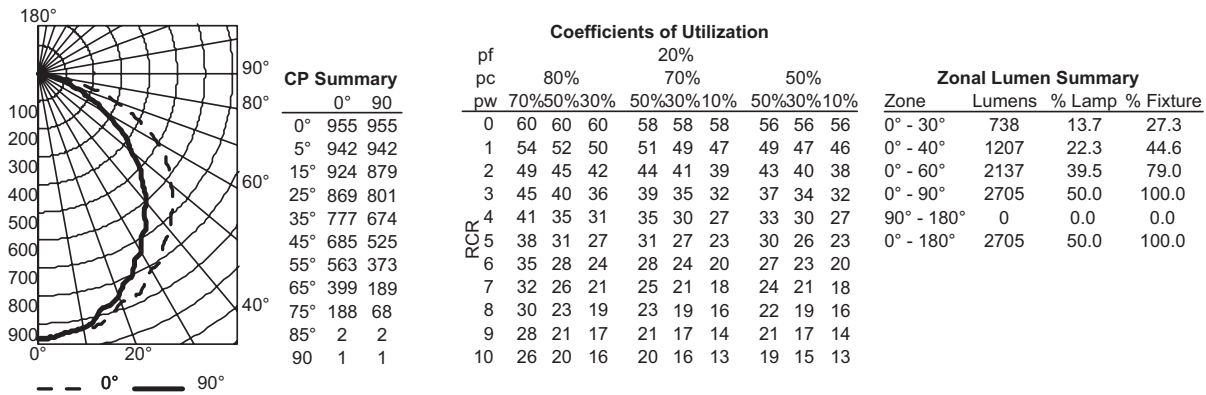 180°
90°
80°
60°
40°
100
200
300
400
500
600
700
800
900
0° 20°
0° 90°
CP Summary
0° 90
0° 955 955
5° 942 942
15° 924 879
25° 869 801
35° 777 674
45° 685 525
55° 563 373
65° 399 189
75° 188 68
85° 2 2
90 1 1
Coefficients of Utilization
pf 20%
pc 80% 70% 50%
pw 70%50%30% 50%30%10% 50%30%10%
RCR
0 60 60 60 58 58 58 56 56 56
1 54 52 50 51 49 47 49 47 46
2 49 45 42 44 41 39 43 40 38
3 45 40 36 39 35 32 37 34 32
4 41 35 31 35 30 27 33 30 27
5 38 31 27 31 27 23 30 26 23
6 35 28 24 28 24 20 27 23 20
7 32 26 21 25 21 18 24 21 18
8 30 23 19 23 19 16 22 19 16
9 28 21 17 21 17 14 21 17 14
10 26 20 16 20 16 13 19 15 13
Zonal Lumen Summary
Zone Lumens % Lamp % Fixture
0° - 30° 738 13.7 27.3
0° - 40° 1207 22.3 44.6
0° - 60° 2137 39.5 79.0
0° - 90° 2705 50.0 100.0
90° - 180° 0 0.0 0.0
0° - 180° 2705 50.0 100.0